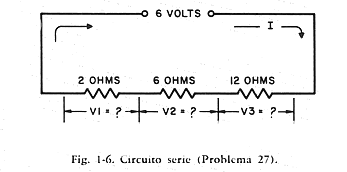 6 VOLTS
I
2 OHMS 6 OHMS 12 OHMS
V1 = ? V2 = ? V3 = ?
Fig. 1-6. Circuito serie (Problema 27).